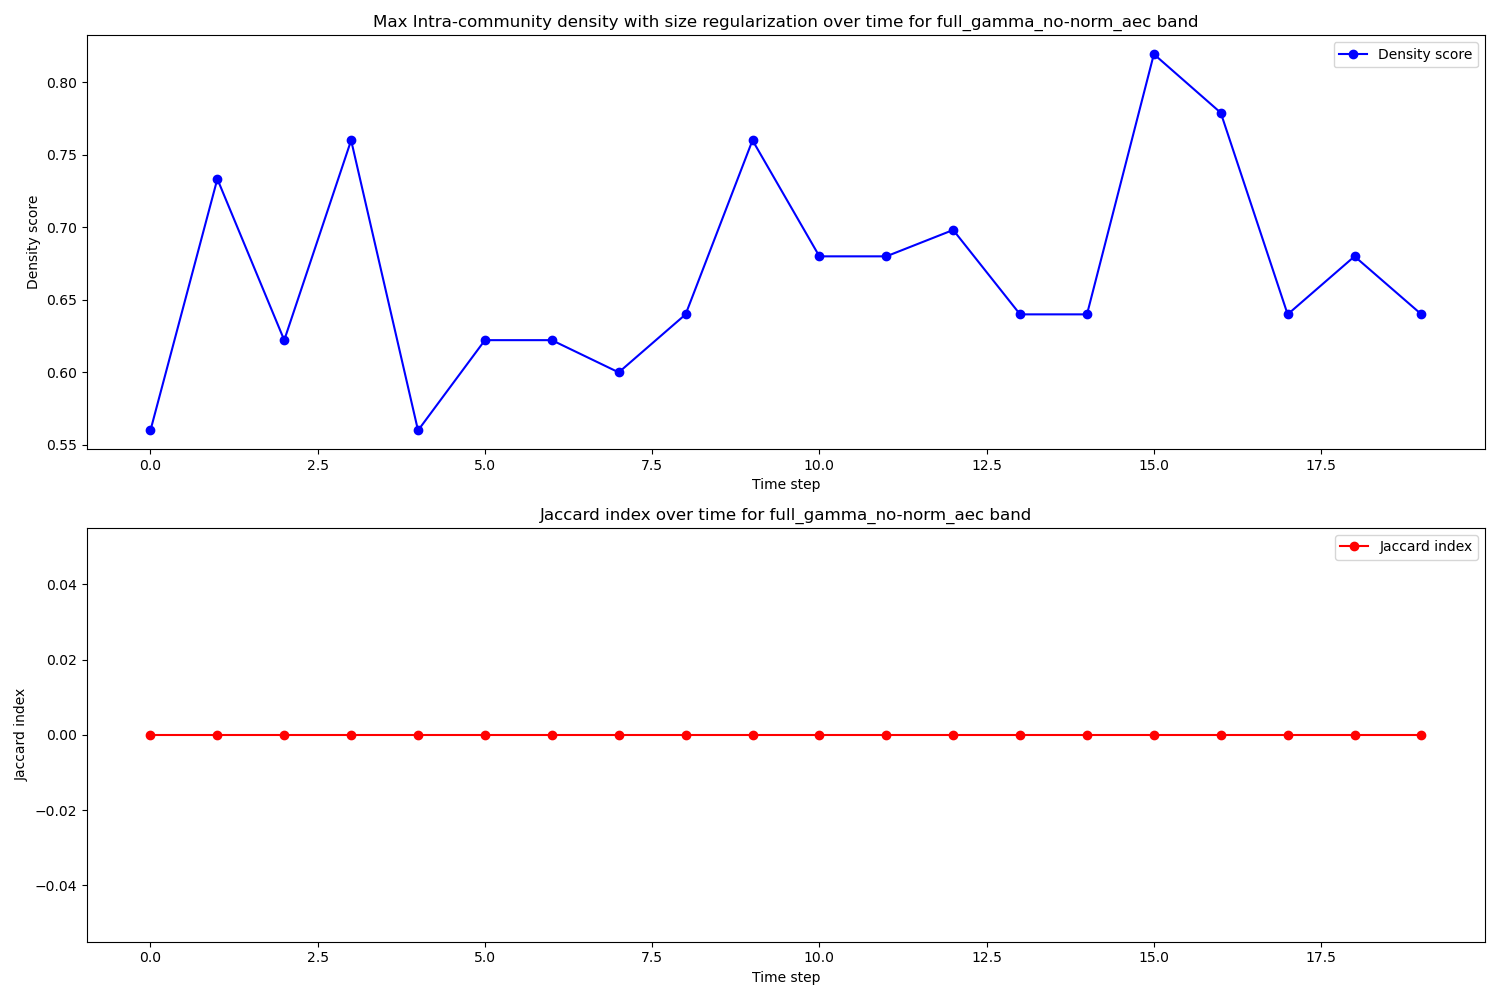 Max Intra-community density with size regularization over time for full_gamma_no-norm_aec band
Density score
0.80
0.75
0.70
0.65
0.60
0.55
Density score
0.0 2.5 5.0 7.5 10.0 12.5 15.0 17.5
Time step
Jaccard index over time for full_gamma_no-norm_aec band
Jaccard index
0.04
0.02
0.00
−0.02
−0.04
Jaccard index
0.0 2.5 5.0 7.5 10.0 12.5 15.0 17.5
Time step